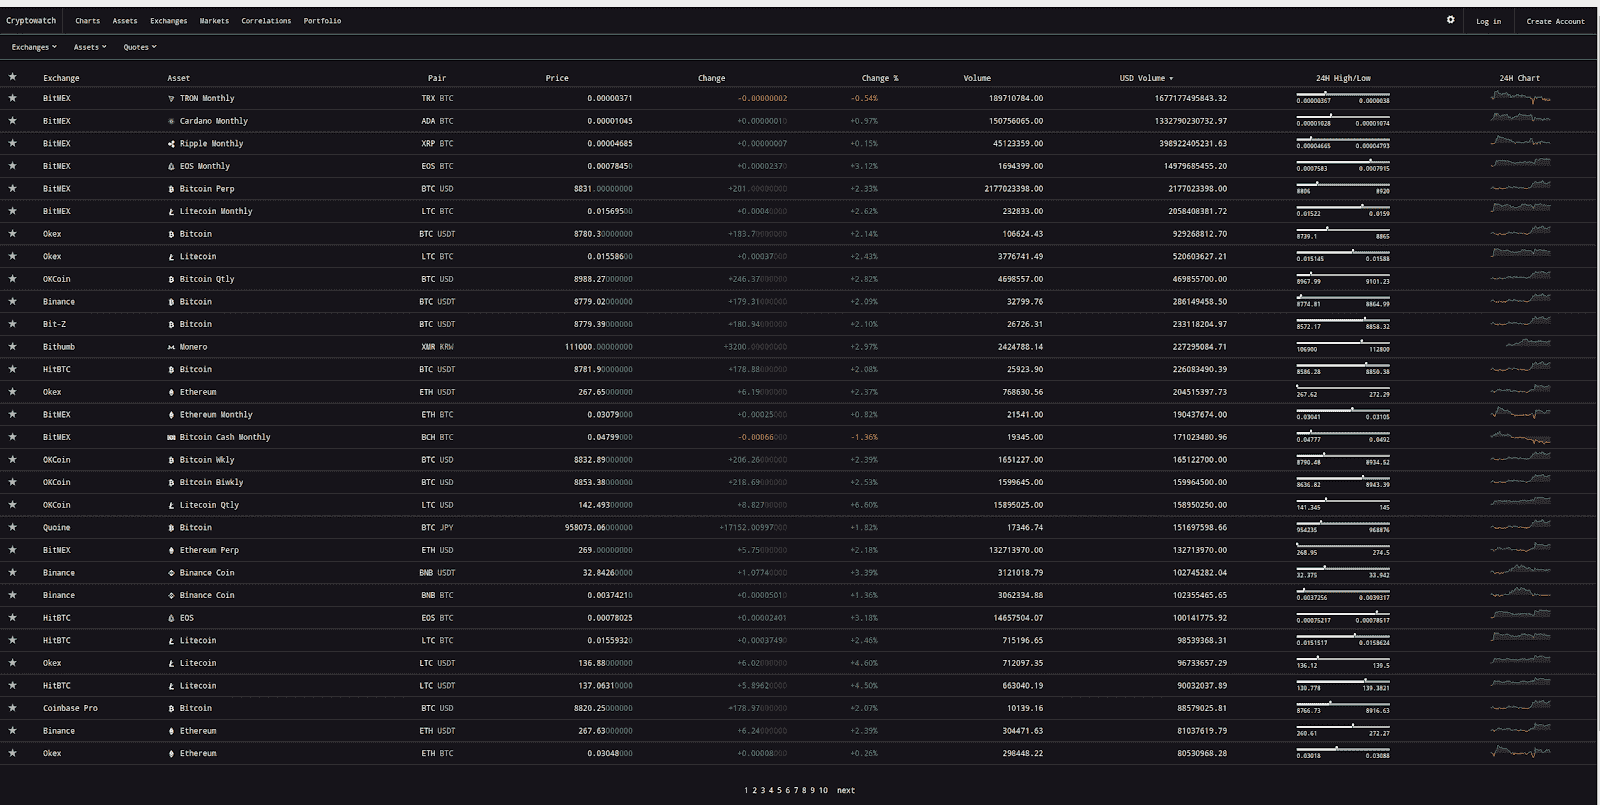 Cryptowatch Charts Assets Exchanges Markets Correlations Portfolio Log in Create Account
Exchanges Assets Quotes
Exchange Asset Pair Price Change Change % Volume USD Volume 24H High/Low 24H Chart
BitMEX TRON Monthly TRX BTC 0.00000371 -0.00000002 -0.54% 189710784.00 1677177495843.32 0.00000367 0.0000038
BitMEX Cardano Monthly ADA BTC 0.00001045 +0.00000010 +0.97% 150756065.00 1332790230732.97 0.00001028 0.00001074
BitMEX Ripple Monthly XRP BTC 0.00004685 +0.00000007 +0.15% 45123359.00 398922405231.63 0.00004665 0.00004793
BitMEX EOS Monthly EOS BTC 0.00078450 +0.00002370 +3.12% 1694399.00 14979685455.20 0.0007583 0.0007915
BitMEX Bitcoin Perp BTC USD 8831.00000000 +201.00000000 +2.33% 2177023398.00 2177023398.00 8806 8920
BitMEX Litecoin Monthly LTC BTC 0.01569500 +0.00040000 +2.62% 232833.00 2058408381.72 0.01522 0.0159
Okex Bitcoin BTC USDT 8780.30000000 +183.70000000 +2.14% 106624.43 929268812.70 8739.1 8865
Okex Litecoin LTC BTC 0.01558600 +0.00037000 +2.43% 3776741.49 520603627.21 0.015145 0.01588
OKCoin Bitcoin Qtly BTC USD 8988.27000000 +246.37000000 +2.82% 4698557.00 469855700.00 8967.99 9101.23
Binance Bitcoin BTC USDT 8779.02000000 +179.31000000 +2.09% 32799.76 286149458.50 8774.81 8864.99
Bit-Z Bitcoin BTC USDT 8779.39000000 +180.94000000 +2.10% 26726.31 233118204.97 8572.17 8858.32
Bithumb Monero XMR KRW 111000.00000000 +3200.00000000 +2.97% 2424788.14 227295084.71 106900 112800
HitBTC Bitcoin BTC USDT 8781.90000000 +178.88000000 +2.08% 25923.90 226083490.39 8586.28 8850.38
Okex Ethereum ETH USDT 267.65000000 +6.19000000 +2.37% 768630.56 204515397.73 267.62 272.29
BitMEX Ethereum Monthly ETH BTC 0.03079000 +0.00025000 +0.82% 21541.00 190437674.00 0.03041 0.03105
BitMEX Bitcoin Cash Monthly BCH BTC 0.04799000 -0.00066000 -1.36% 19345.00 171023480.96 0.04777 0.0492
OKCoin Bitcoin Wkly BTC USD 8832.89000000 +206.26000000 +2.39% 1651227.00 165122700.00 8790.48 8934.52
OKCoin Bitcoin Biwkly BTC USD 8853.38000000 +218.69000000 +2.53% 1599645.00 159964500.00 8636.82 8943.39
OKCoin Litecoin Qtly LTC USD 142.49300000 +8.82700000 +6.60% 15895025.00 158950250.00 141.345 145
Quoine Bitcoin BTC JPY 958073.06000000 +17152.00997000 +1.82% 17346.74 151697598.66 954235 968876
BitMEX Ethereum Perp ETH USD 269.00000000 +5.75000000 +2.18% 132713970.00 132713970.00 268.95 274.5
Binance Binance Coin BNB USDT 32.84260000 +1.07740000 +3.39% 3121018.79 102745282.04 32.375 33.942
Binance Binance Coin BNB BTC 0.00374210 +0.00005010 +1.36% 3062334.88 102355465.65 0.0037256 0.0039317
HitBTC EOS EOS BTC 0.00078025 +0.00002401 +3.18% 14657504.07 100141775.92 0.00075217 0.00078517
HitBTC Litecoin LTC BTC 0.01559320 +0.00037490 +2.46% 715196.65 98539368.31 0.0151517 0.0158624
Okex Litecoin LTC USDT 136.88000000 +6.02000000 +4.60% 712097.35 96733657.29 136.12 139.5
HitBTC Litecoin LTC USDT 137.06310000 +5.89620000 +4.50% 663040.19 90032037.89 130.778 139.3821
Coinbase Pro Bitcoin BTC USD 8820.25000000 +178.97000000 +2.07% 10139.16 88579025.81 8766.73 8916.63
Binance Ethereum ETH USDT 267.63000000 +6.24000000 +2.39% 304471.63 81037619.79 260.61 272.27
Okex Ethereum ETH BTC 0.03048000 +0.00008000 +0.26% 298448.22 80530968.28 0.03018 0.03088
1 2 3 4 5 6 7 8 9 10 next